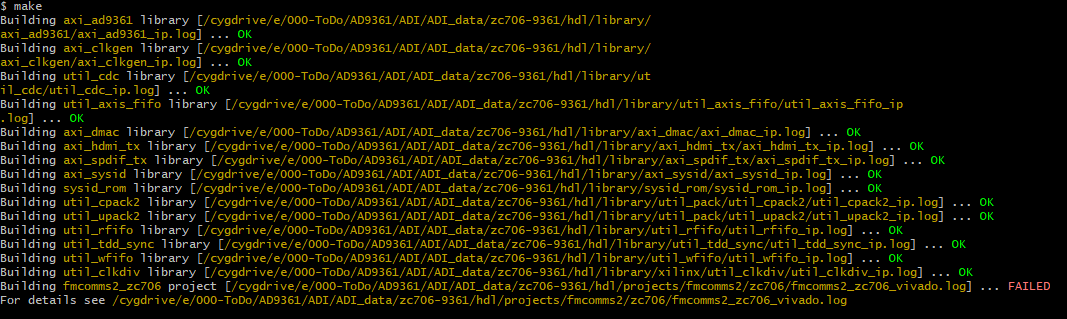 $ make
Building axi_ad9361 library [/cygdrive/e/000-ToDo/AD9361/ADI/ADI_data/zc706-9361/hdl/library/
axi_ad9361/axi_ad9361_ip.log] ... OK
Building axi_clkgen library [/cygdrive/e/000-ToDo/AD9361/ADI/ADI_data/zc706-9361/hdl/library/
axi_clkgen/axi_clkgen_ip.log] ... OK
Building util_cdc library [/cygdrive/e/000-ToDo/AD9361/ADI/ADI_data/zc706-9361/hdl/library/ut
il_cdc/util_cdc_ip.log] ... OK
Building util_axis_fifo library [/cygdrive/e/000-ToDo/AD9361/ADI/ADI_data/zc706-9361/hdl/library/util_axis_fifo/util_axis_fifo_ip
.log] ... OK
Building axi_dmac library [/cygdrive/e/000-ToDo/AD9361/ADI/ADI_data/zc706-9361/hdl/library/axi_dmac/axi_dmac_ip.log] ... OK
Building axi_hdmi_tx library [/cygdrive/e/000-ToDo/AD9361/ADI/ADI_data/zc706-9361/hdl/library/axi_hdmi_tx/axi_hdmi_tx_ip.log] ... OK
Building axi_spdif_tx library [/cygdrive/e/000-ToDo/AD9361/ADI/ADI_data/zc706-9361/hdl/library/axi_spdif_tx/axi_spdif_tx_ip.log] ... OK
Building axi_sysid library [/cygdrive/e/000-ToDo/AD9361/ADI/ADI_data/zc706-9361/hdl/library/axi_sysid/axi_sysid_ip.log] ... OK
Building sysid_rom library [/cygdrive/e/000-ToDo/AD9361/ADI/ADI_data/zc706-9361/hdl/library/sysid_rom/sysid_rom_ip.log] ... OK
Building util_cpack2 library [/cygdrive/e/000-ToDo/AD9361/ADI/ADI_data/zc706-9361/hdl/library/util_pack/util_cpack2/util_cpack2_ip.log] ... OK
Building util_upack2 library [/cygdrive/e/000-ToDo/AD9361/ADI/ADI_data/zc706-9361/hdl/library/util_pack/util_upack2/util_upack2_ip.log] ... OK
Building util_rfifo library [/cygdrive/e/000-ToDo/AD9361/ADI/ADI_data/zc706-9361/hdl/library/util_rfifo/util_rfifo_ip.log] ... OK
Building util_tdd_sync library [/cygdrive/e/000-ToDo/AD9361/ADI/ADI_data/zc706-9361/hdl/library/util_tdd_sync/util_tdd_sync_ip.log] ... OK
Building util_wfifo library [/cygdrive/e/000-ToDo/AD9361/ADI/ADI_data/zc706-9361/hdl/library/util_wfifo/util_wfifo_ip.log] ... OK
Building util_clkdiv library [/cygdrive/e/000-ToDo/AD9361/ADI/ADI_data/zc706-9361/hdl/library/xilinx/util_clkdiv/util_clkdiv_ip.log] ... OK
Building fmcomms2_zc706 project [/cygdrive/e/000-ToDo/AD9361/ADI/ADI_data/zc706-9361/hdl/projects/fmcomms2/zc706/fmcomms2_zc706_vivado.log] ... FAILED
For details see /cygdrive/e/000-ToDo/AD9361/ADI/ADI_data/zc706-9361/hdl/projects/fmcomms2/zc706/fmcomms2_zc706_vivado.log